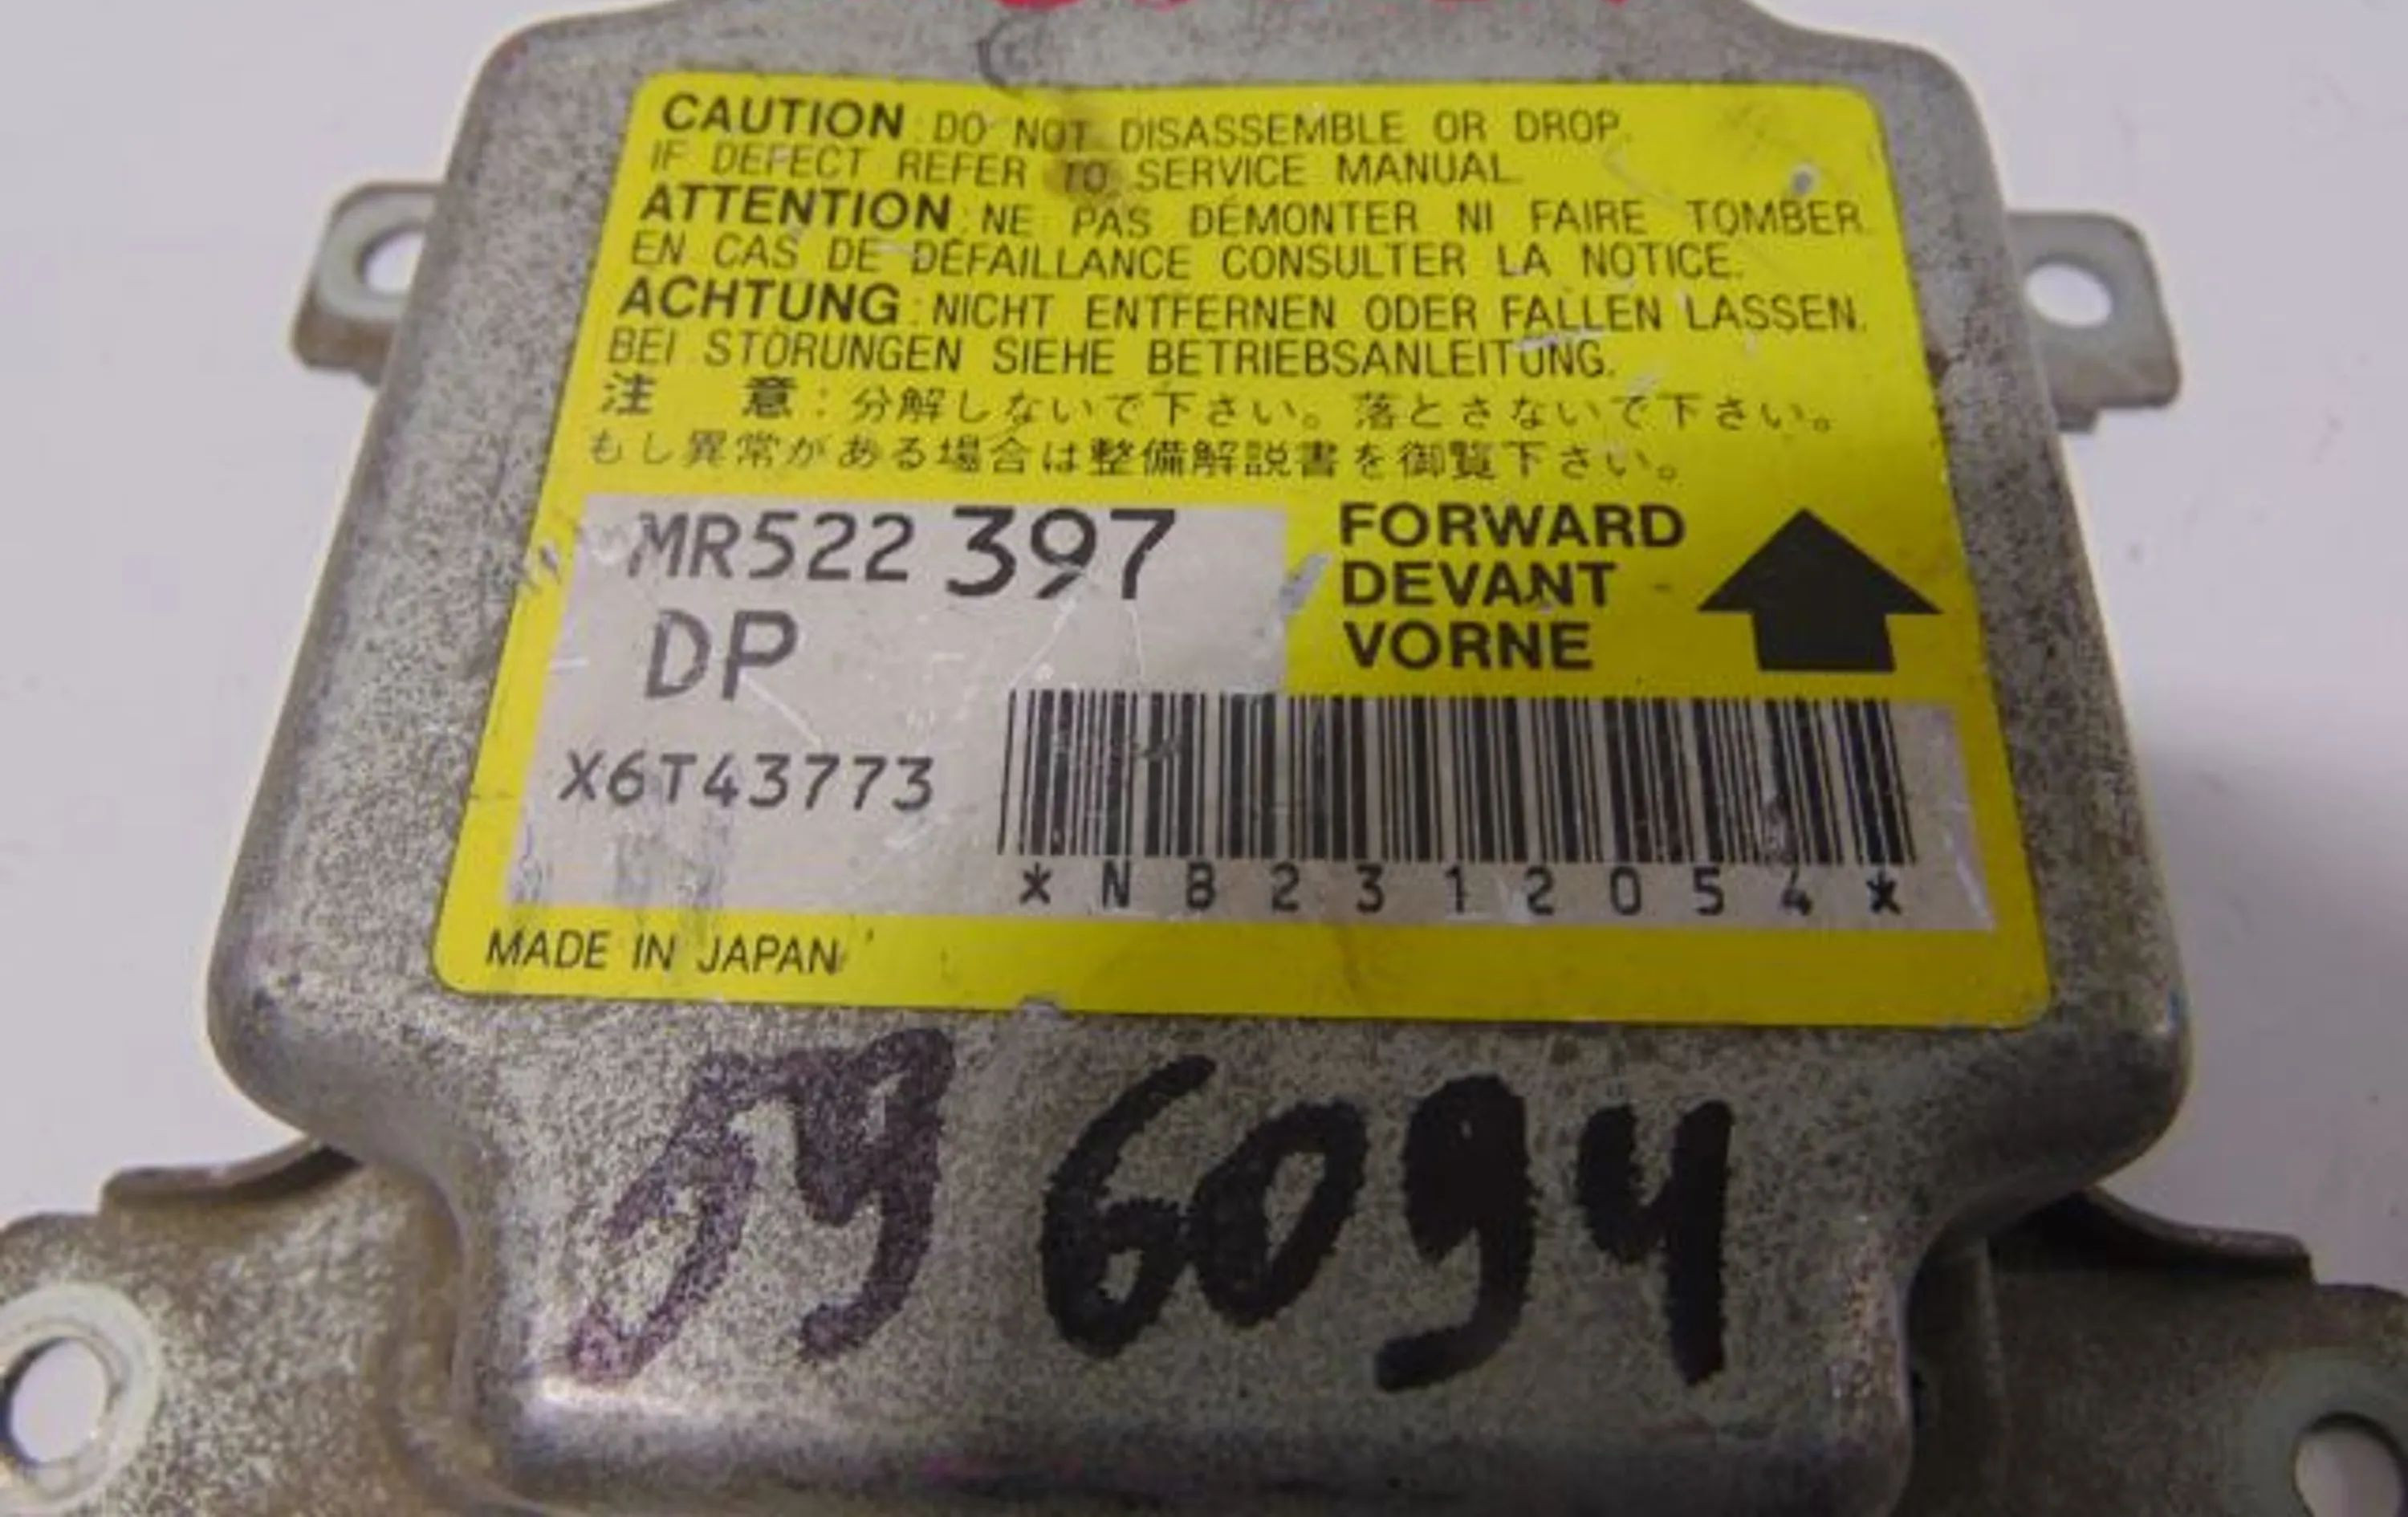 CAUTION : DO NOT DISASSEMBLE OR DROP.
IF DEFECT REFER TO SERVICE MANUAL.
ATTENTION : NE PAS DÉMONTER NI FAIRE TOMBER.
EN CAS DE DÉFAILLANCE CONSULTER LA NOTICE.
ACHTUNG : NICHT ENTFERNEN ODER FALLEN LASSEN.
BEI STÖRUNGEN SIEHE BETRIEBSANLEITUNG.
注 意 : 分解しないで下さい。落とさないで下さい。
もし異常がある場合は整備解説書を御覧下さい。
MR522397
DP
FORWARD
DEVANT
VORNE
X6T43773
*NB2312054*
MADE IN JAPAN
6094